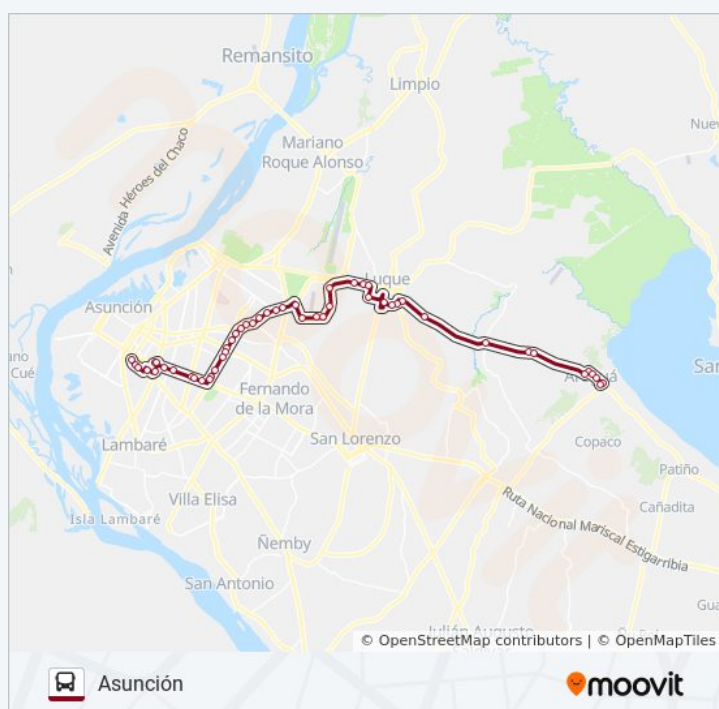 Remansito
Limpio
Mariano
Roque Alonso
Avenida Héroes del Chaco
Luque
Asunción
Cué
Fernando
de la Mora
San Lorenzo
Copaco
Patiño
Cañadita
Lambaré
Villa Elisa
Isla Lambaré
Ñemby
San Antonio
Ruta Nacional Mariscal Estigarribia
Julián Augusto
© OpenStreetMap contributors | © OpenMapTiles
Asunción
moovit